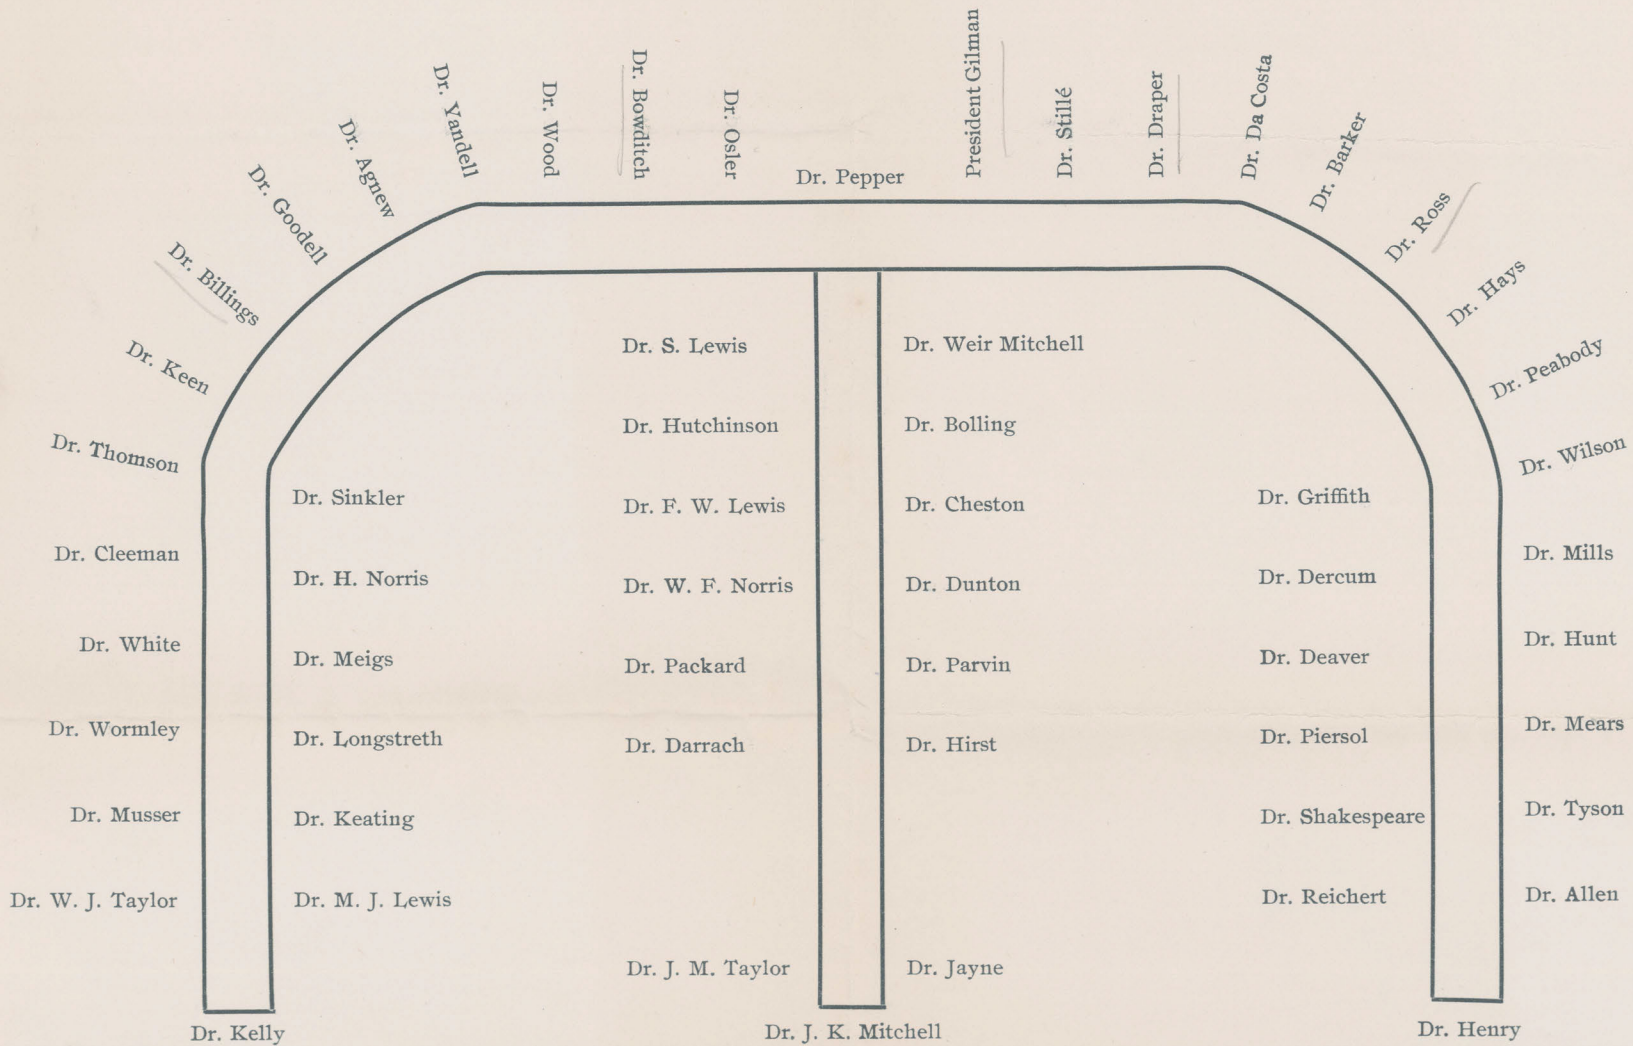 Dr. W. J. Taylor
Dr. Musser
Dr. Wormley
Dr. White
Dr. Cleeman
Dr. Thomson
Dr. Keen
Dr. Billings
Dr. Goodell
Dr. Agnew
Dr. Yandell
Dr. Wood
Dr. Bowditch
Dr. Osler
Dr. Pepper
President Gilman
Dr. Stillé
Dr. Draper
Dr. Da Costa
Dr. Barker
Dr. Ross
Dr. Hays
Dr. Peabody
Dr. Wilson
Dr. Mills
Dr. Hunt
Dr. Mears
Dr. Tyson
Dr. Allen
Dr. Sinkler
Dr. H. Norris
Dr. Meigs
Dr. Longstreth
Dr. Keating
Dr. M. J. Lewis
Dr. S. Lewis
Dr. Hutchinson
Dr. F. W. Lewis
Dr. W. F. Norris
Dr. Packard
Dr. Darrach
Dr. J. M. Taylor
Dr. Weir Mitchell
Dr. Bolling
Dr. Cheston
Dr. Dunton
Dr. Parvin
Dr. Hirst
Dr. Jayne
Dr. Griffith
Dr. Dercum
Dr. Deaver
Dr. Piersol
Dr. Shakespeare
Dr. Reichert
Dr. Kelly
Dr. J. K. Mitchell
Dr. Henry